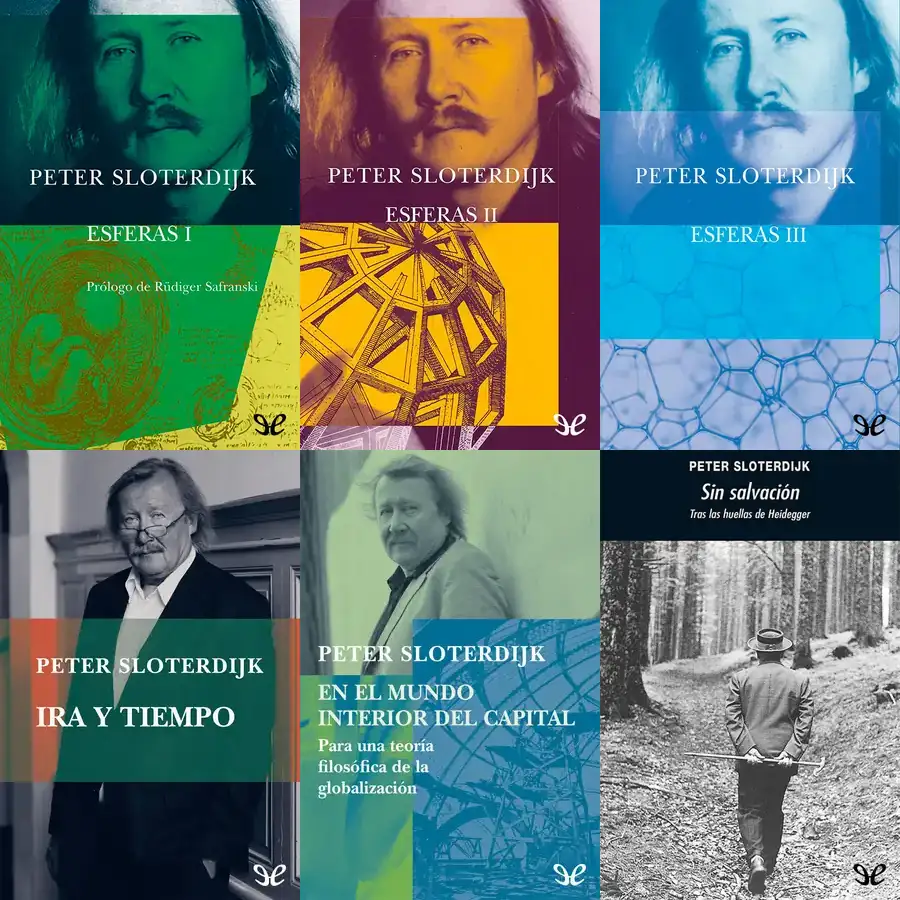 PETER SLOTERDIJK
ESFERAS I
Prólogo de Rüdiger Safranski
PETER SLOTERDIJK
ESFERAS II
PETER SLOTERDIJK
ESFERAS III
PETER SLOTERDIJK
IRA Y TIEMPO
PETER SLOTERDIJK
EN EL MUNDO
INTERIOR DEL CAPITAL
Para una teoría
filosófica de la
globalización
PETER SLOTERDIJK
Sin salvación
Tras las huellas de Heidegger